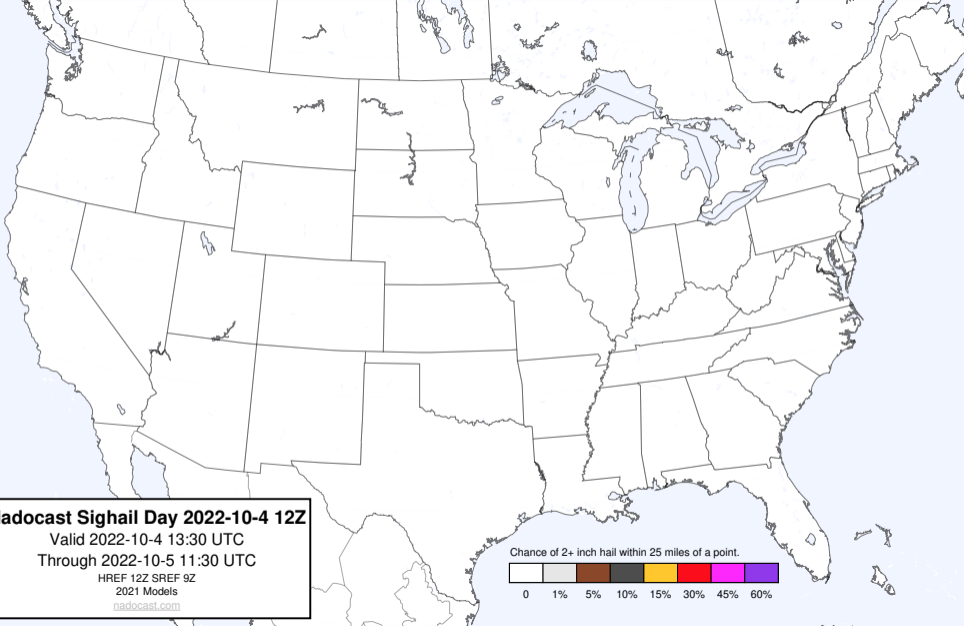 adocast Sighail Day 2022-10-4 12Z
Valid 2022-10-4 13:30 UTC
Through 2022-10-5 11:30 UTC
HREF 12Z SREF 9Z
2021 Models
nadocast.com
Chance of 2+ inch hail within 25 miles of a point.
0 1% 5% 10% 15% 30% 45% 60%